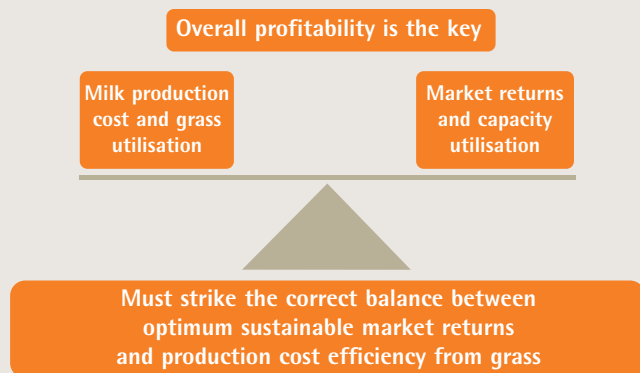 Overall profitability is the key
Milk production
cost and grass
utilisation
Market returns
and capacity
utilisation
Must strike the correct balance between
optimum sustainable market returns
and production cost efficiency from grass